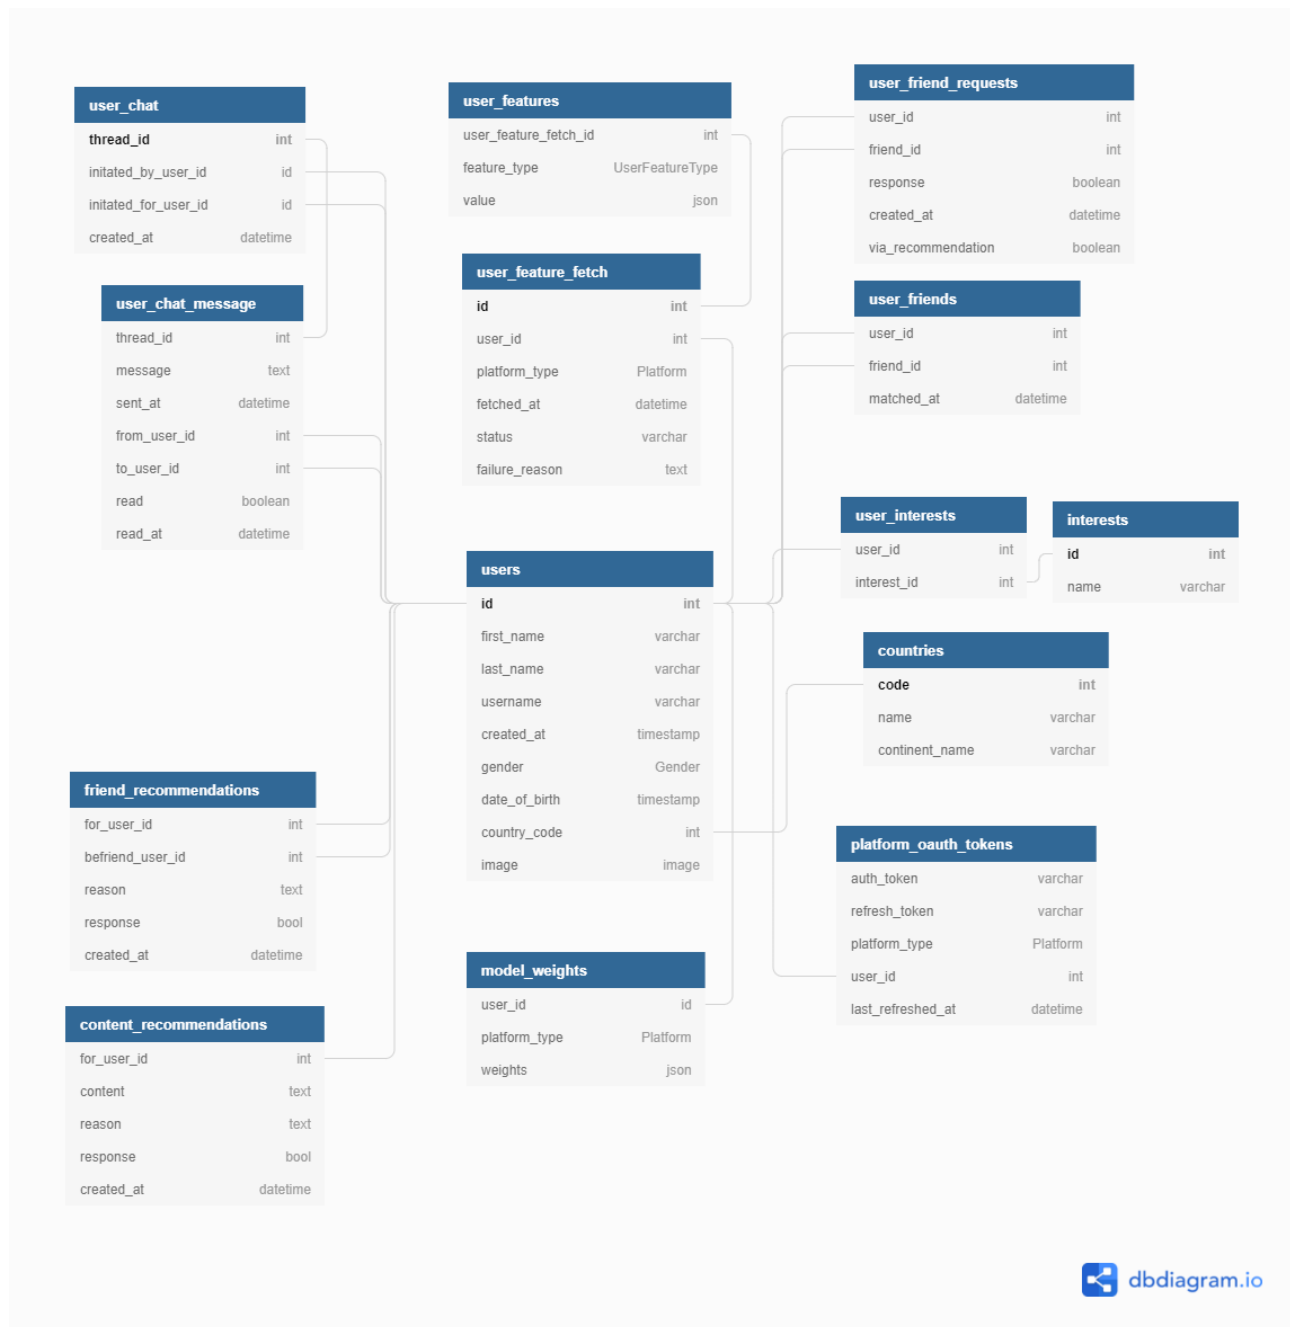 user_chat
thread_id int
initated_by_user_id id
initated_for_user_id id
created_at datetime
user_chat_message
thread_id int
message text
sent_at datetime
from_user_id int
to_user_id int
read boolean
read_at datetime
friend_recommendations
for_user_id int
befriend_user_id int
reason text
response bool
created_at datetime
content_recommendations
for_user_id int
content text
reason text
response bool
created_at datetime
user_features
user_feature_fetch_id int
feature_type UserFeatureType
value json
user_feature_fetch
id int
user_id int
platform_type Platform
fetched_at datetime
status varchar
failure_reason text
users
id int
first_name varchar
last_name varchar
username varchar
created_at timestamp
gender Gender
date_of_birth timestamp
country_code int
image image
model_weights
user_id id
platform_type Platform
weights json
user_friend_requests
user_id int
friend_id int
response boolean
created_at datetime
via_recommendation boolean
user_friends
user_id int
friend_id int
matched_at datetime
user_interests
user_id int
interest_id int
interests
id int
name varchar
countries
code int
name varchar
continent_name varchar
platform_oauth_tokens
auth_token varchar
refresh_token varchar
platform_type Platform
user_id int
last_refreshed_at datetime
dbdiagram.io